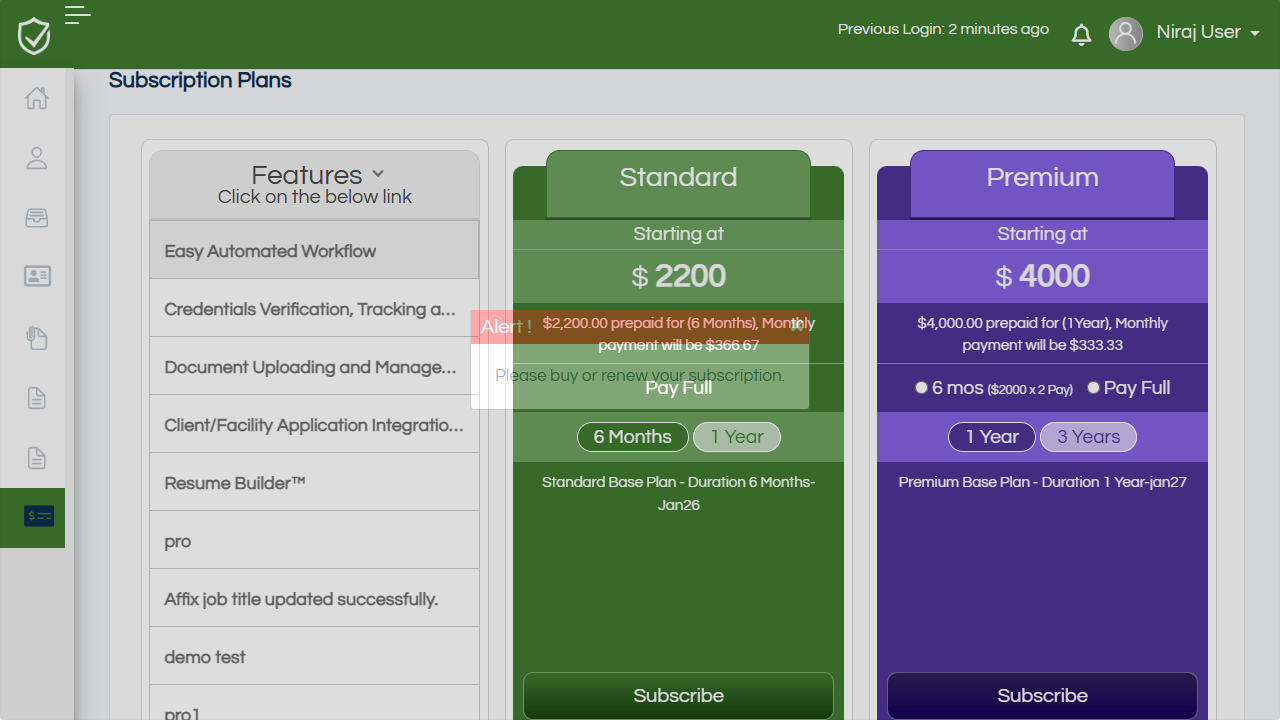 Previous Login: 2 minutes ago
Niraj User
Subscription Plans
Features
Click on the below link
Easy Automated Workflow
Credentials Verification, Tracking a...
Document Uploading and Manage...
Client/Facility Application Integratio...
Resume Builder™
pro
Affix job title updated successfully.
demo test
pro1
Standard
Starting at
$ 2200
$2,200.00 prepaid for (6 Months), Monthly
payment will be $366.67
Pay Full
6 Months
1 Year
Standard Base Plan - Duration 6 Months-
Jan26
Subscribe
Premium
Starting at
$ 4000
$4,000.00 prepaid for (1Year), Monthly
payment will be $333.33
6 mos ($2000 x 2 Pay)
Pay Full
1 Year
3 Years
Premium Base Plan - Duration 1 Year-jan27
Subscribe
Alert !
Please buy or renew your subscription.